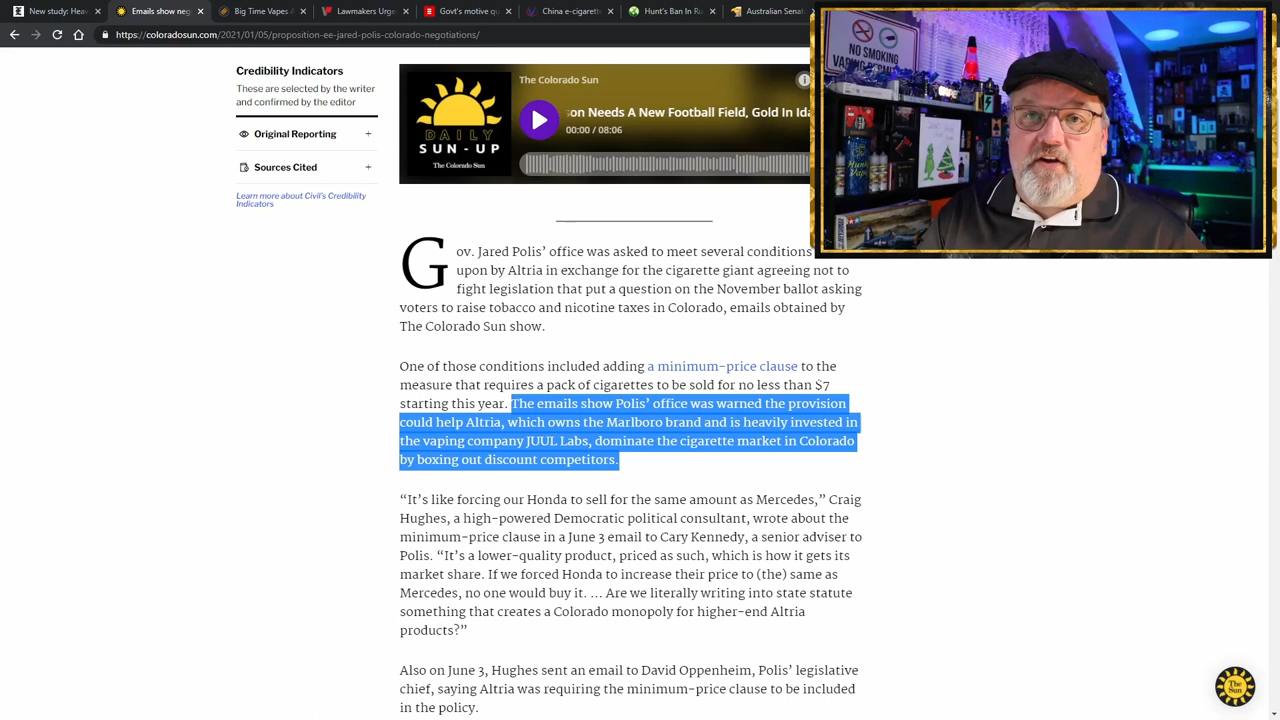 New study: Heav
Emails show nee
Big Time Vapes /
Lawmakers Urge
Govt's motive qu
China e-cigarett
Hunt's Ban In Ru
Australian Senat
https://coloradosun.com/2021/01/05/proposition-ee-jared-polis-colorado-negotiations/
NO SMOKING
Credibility Indicators
These are selected by the writer
and confirmed by the editor
Original Reporting +
Sources Cited +
Learn more about Civil's Credibility
Indicators
DAILY
SUN-UP
The Colorado Sun
The Colorado Sun
on Needs A New Football Field, Gold In Ida
00:00 / 08:06
Gov. Jared Polis' office was asked to meet several conditions
upon by Altria in exchange for the cigarette giant agreeing not to
fight legislation that put a question on the November ballot asking
voters to raise tobacco and nicotine taxes in Colorado, emails obtained by
The Colorado Sun show.
One of those conditions included adding a minimum-price clause to the
measure that requires a pack of cigarettes to be sold for no less than $7
starting this year. The emails show Polis' office was warned the provision
could help Altria, which owns the Marlboro brand and is heavily invested in
the vaping company JUUL Labs, dominate the cigarette market in Colorado
by boxing out discount competitors.
“It's like forcing our Honda to sell for the same amount as Mercedes,” Craig
Hughes, a high-powered Democratic political consultant, wrote about the
minimum-price clause in a June 3 email to Cary Kennedy, a senior adviser to
Polis. “It's a lower-quality product, priced as such, which is how it gets its
market share. If we forced Honda to increase their price to (the) same as
Mercedes, no one would buy it. … Are we literally writing into state statute
something that creates a Colorado monopoly for higher-end Altria
products?”
Also on June 3, Hughes sent an email to David Oppenheim, Polis' legislative
chief, saying Altria was requiring the minimum-price clause to be included
in the policy.
The
Sun